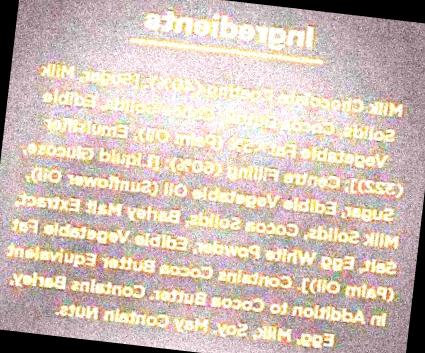 Ingredients
Milk Chocolate Coating (40%) [Sugar, Milk
Solids, Cocoa Butter, Cocoa Solids, Edible
Vegetable Fat (Palm Oil), Emulsifier
(322)]; Centre Filling (60%) [Liquid Glucose,
Sugar, Edible Vegetable Oil (Sunflower Oil),
Milk Solids, Cocoa Solids, Barley Malt Extract,
Salt, Egg White Powder, Edible Vegetable Fat
(Palm Oil)]. Contains Cocoa Butter Equivalent
in Addition to Cocoa Butter. Contains Barley,
Egg, Milk, Soy. May Contain Nuts.